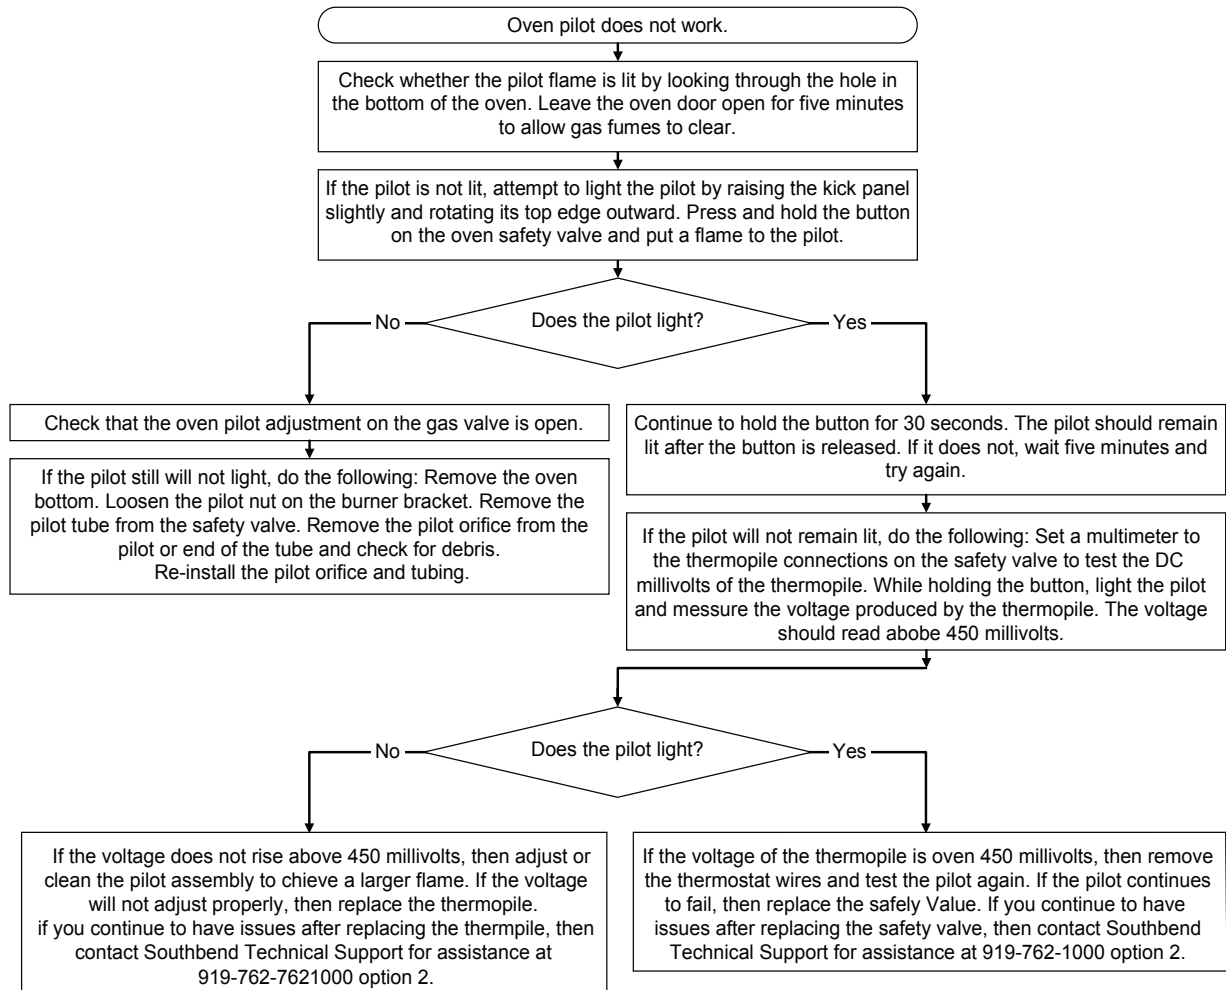 Oven pilot does not work.
Check whether the pilot flame is lit by looking through the hole in
the bottom of the oven. Leave the oven door open for five minutes
to allow gas fumes to clear.
If the pilot is not lit, attempt to light the pilot by raising the kick panel
slightly and rotating its top edge outward. Press and hold the button
on the oven safety valve and put a flame to the pilot.
Does the pilot light?
No
Yes
Check that the oven pilot adjustment on the gas valve is open.
If the pilot still will not light, do the following: Remove the oven
bottom. Loosen the pilot nut on the burner bracket. Remove the
pilot tube from the safety valve. Remove the pilot orifice from the
pilot or end of the tube and check for debris.
Re-install the pilot orifice and tubing.
Continue to hold the button for 30 seconds. The pilot should remain
lit after the button is released. If it does not, wait five minutes and
try again.
If the pilot will not remain lit, do the following: Set a multimeter to
the thermopile connections on the safety valve to test the DC
millivolts of the thermopile. While holding the button, light the pilot
and messure the voltage produced by the thermopile. The voltage
should read abobe 450 millivolts.
Does the pilot light?
No
Yes
If the voltage does not rise above 450 millivolts, then adjust or
clean the pilot assembly to chieve a larger flame. If the voltage
will not adjust properly, then replace the thermopile.
if you continue to have issues after replacing the thermpile, then
contact Southbend Technical Support for assistance at
919-762-7621000 option 2.
If the voltage of the thermopile is oven 450 millivolts, then remove
the thermostat wires and test the pilot again. If the pilot continues
to fail, then replace the safely Value. If you continue to have
issues after replacing the safety valve, then contact Southbend
Technical Support for assistance at 919-762-1000 option 2.